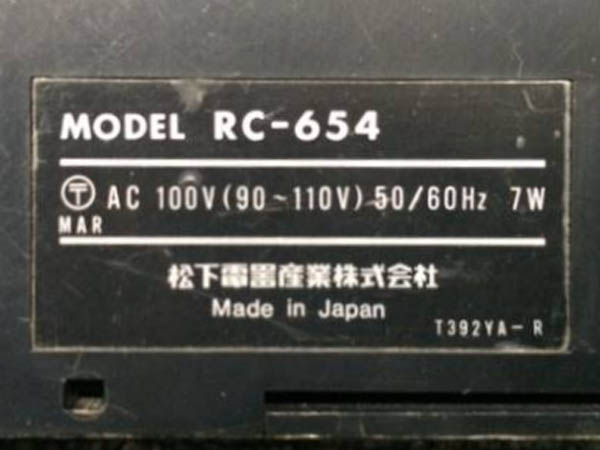 MODEL RC-654
〒 AC 100V(90~110V) 50/60Hz 7W
MAR
松下電器産業株式会社
Made in Japan
T392YA-R